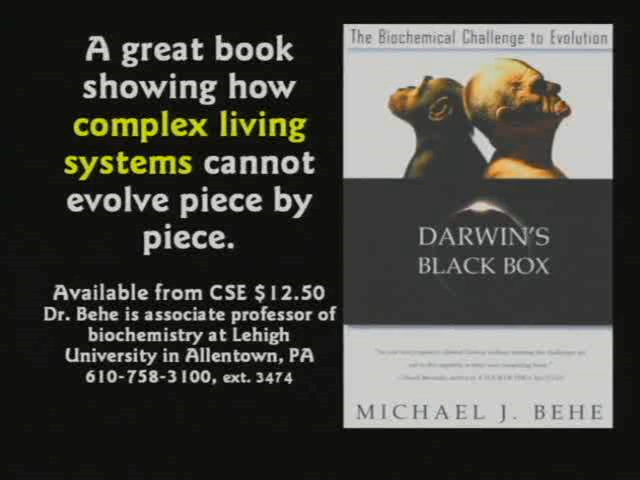 A great book
showing how
complex living
systems cannot
evolve piece by
piece.
Available from CSE $12.50
Dr. Behe is associate professor of
biochemistry at Lehigh
University in Allentown, PA
610-758-3100, ext. 3474
The Biochemical Challenge to Evolution
DARWIN'S
BLACK BOX
MICHAEL J. BEHE